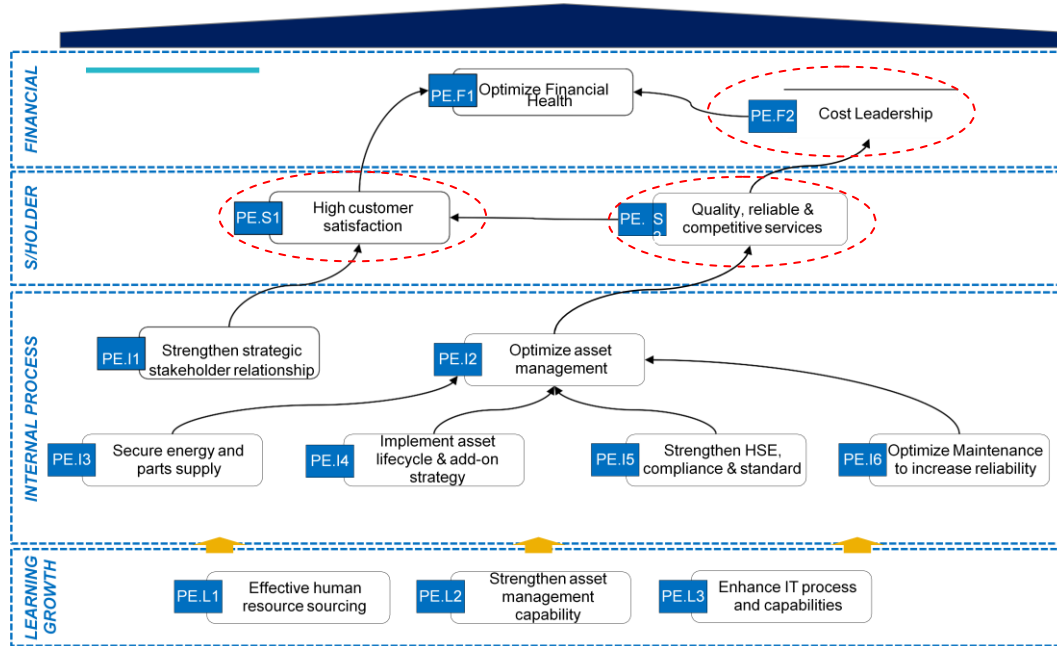 FINANCIAL
PE.F1
Optimize Financial
Health
PE.F2
Cost Leadership
S/HOLDER
PE.S1
High customer
satisfaction
PE. S
Quality, reliable &
competitive services
INTERNAL PROCESS
PE.I1
Strengthen strategic
stakeholder relationship
PE.I2
Optimize asset
management
PE.I3
Secure energy and
parts supply
PE.I4
Implement asset
lifecycle & add-on
strategy
PE.I5
Strengthen HSE,
compliance & standard
PE.I6
Optimize Maintenance
to increase reliability
LEARNING
GROWTH
PE.L1
Effective human
resource sourcing
PE.L2
Strengthen asset
management
capability
PE.L3
Enhance IT process
and capabilities